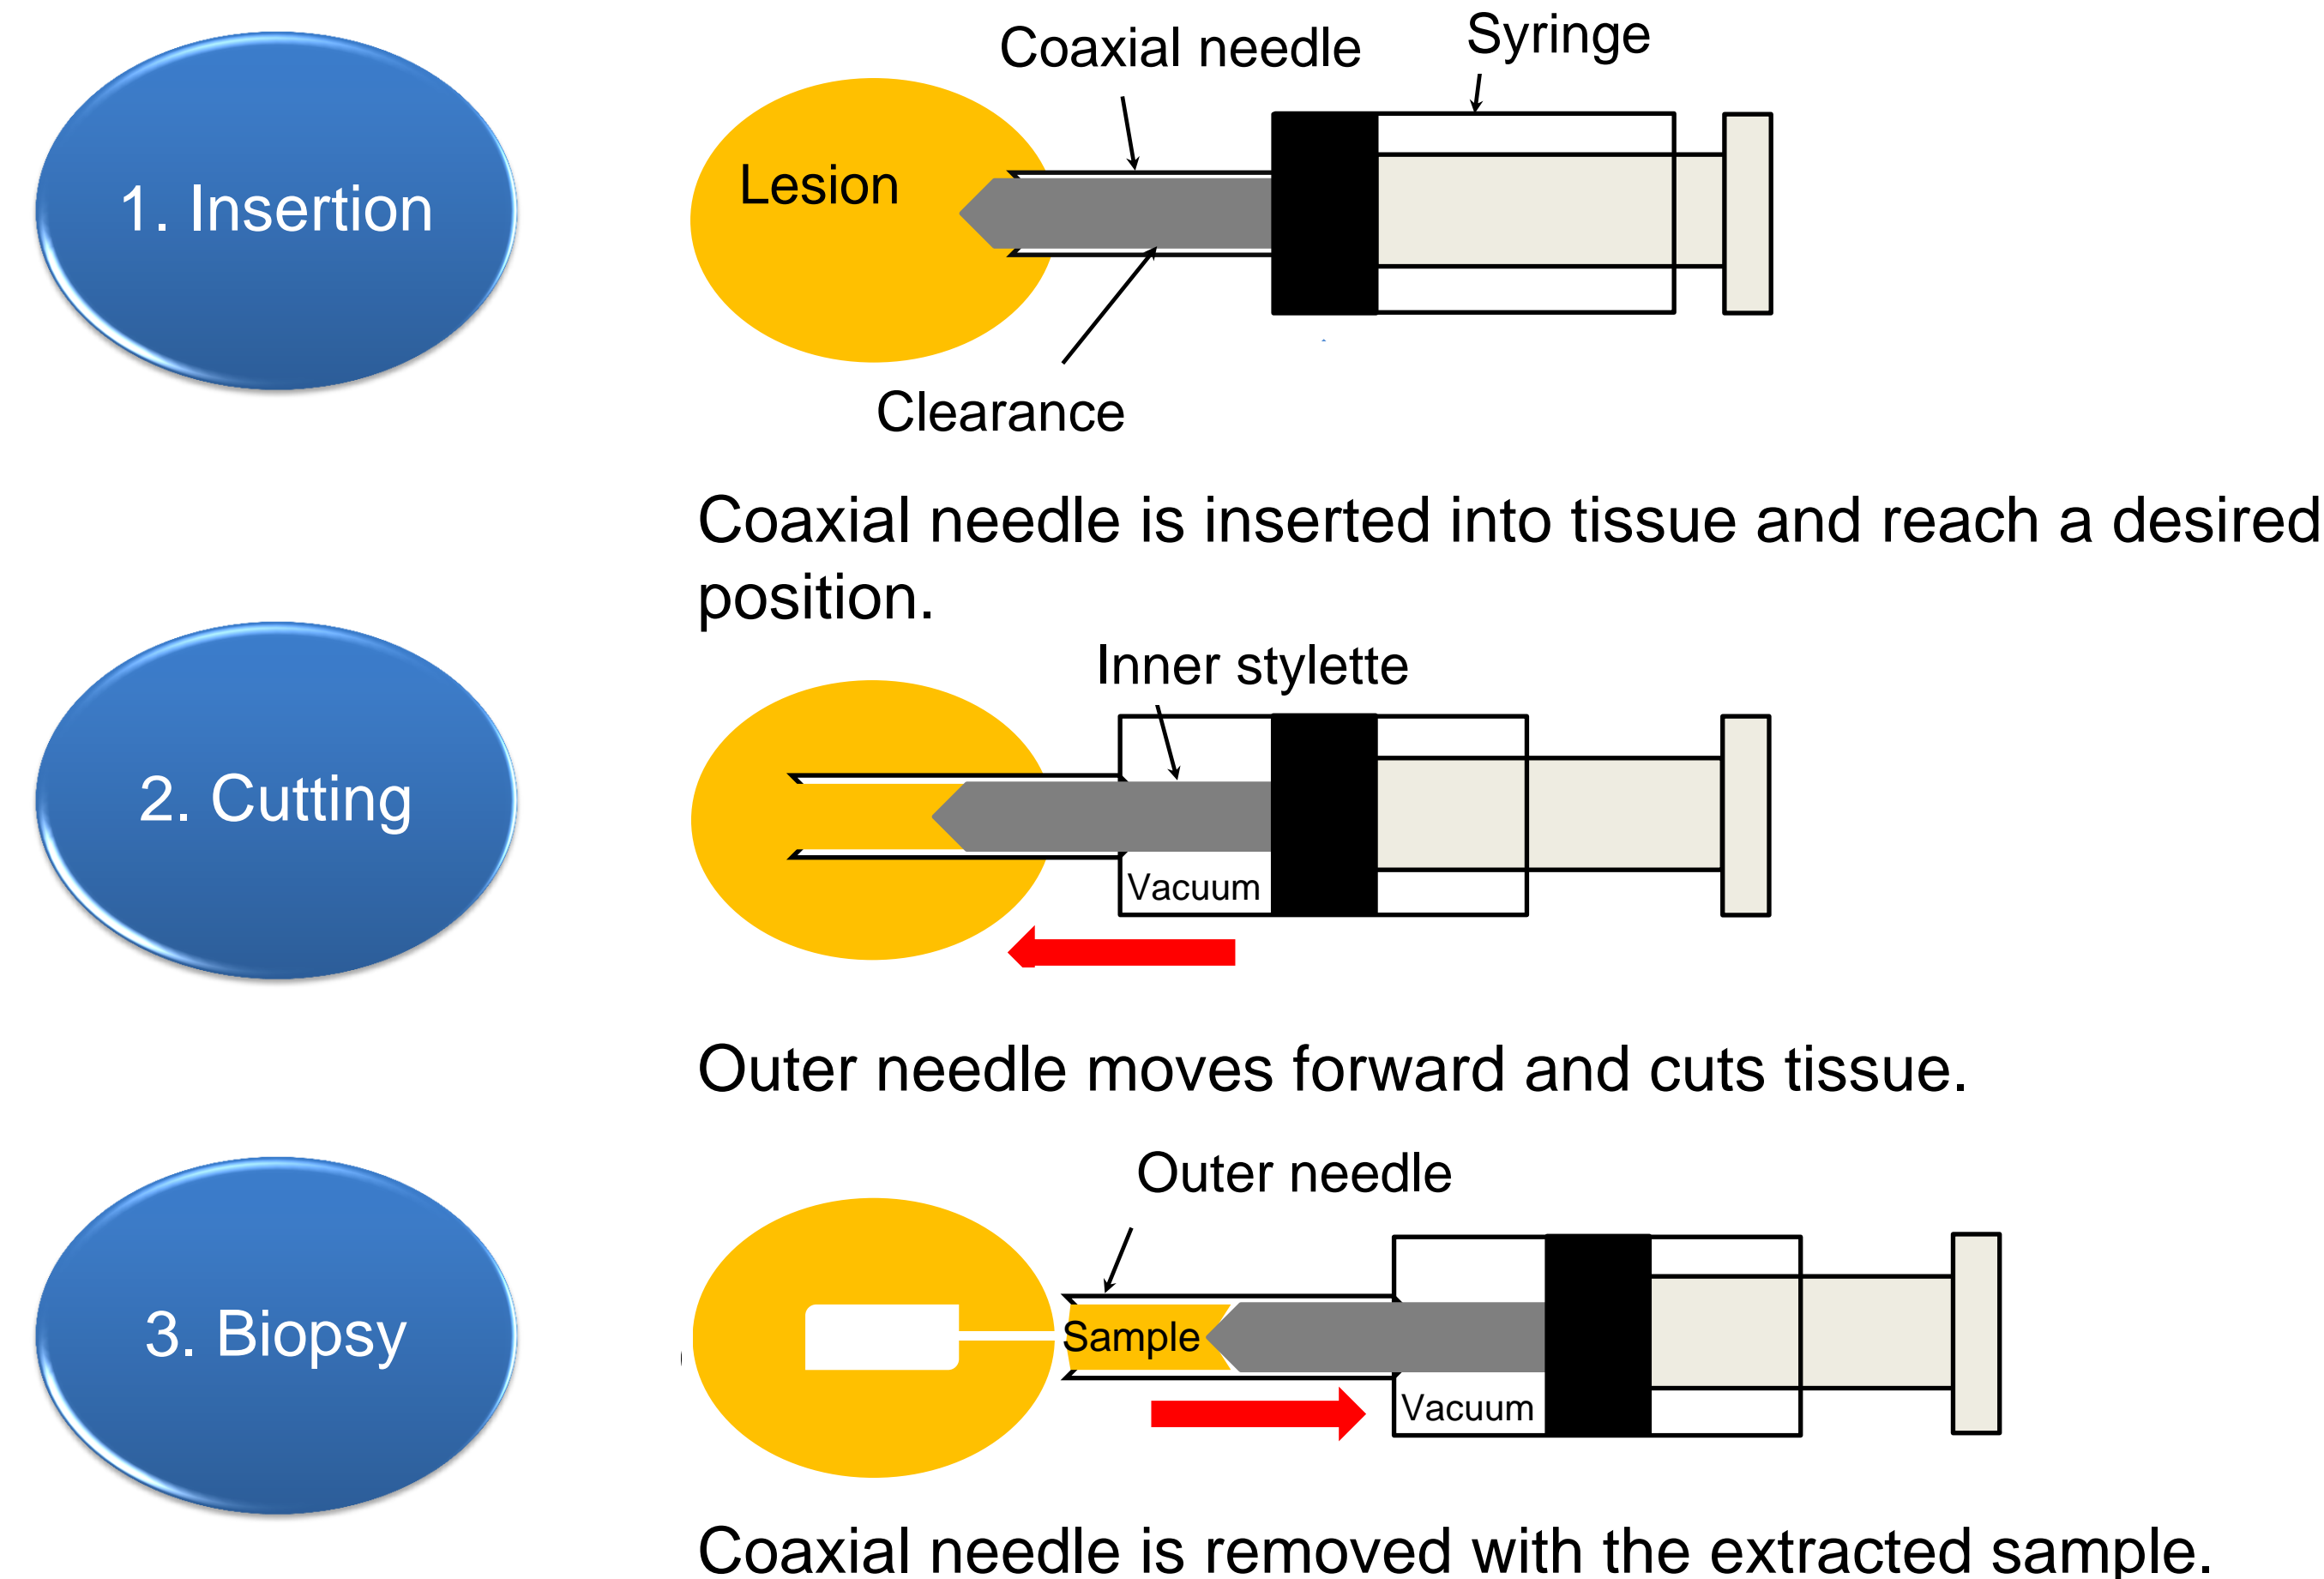 1. Insertion
Coaxial needle
Syringe
Lesion
Clearance
Coaxial needle is inserted into tissue and reach a desired
position.
2. Cutting
Inner stylette
Vacuum
Outer needle moves forward and cuts tissue.
3. Biopsy
Outer needle
Sample
Vacuum
Coaxial needle is removed with the extracted sample.